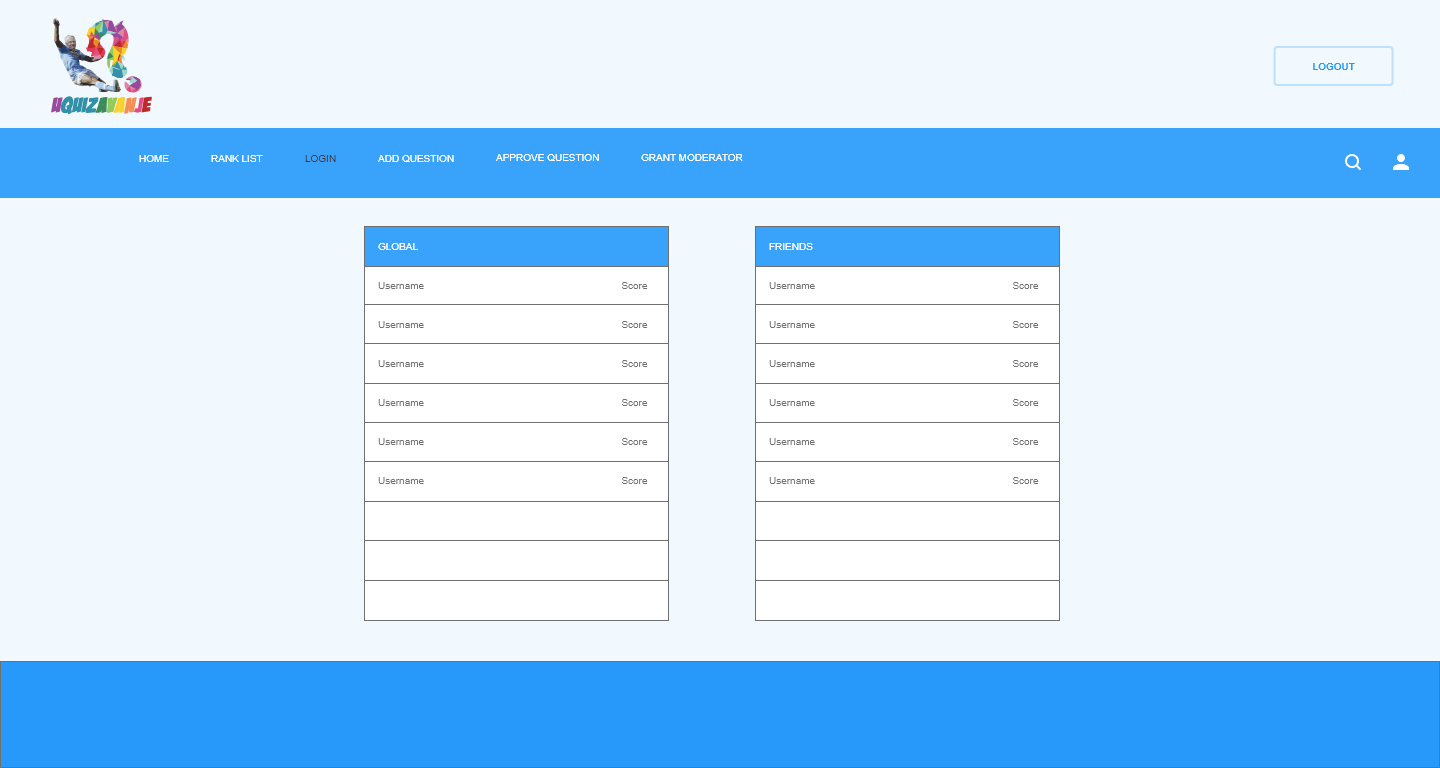 UQUIZAVANJE
LOGOUT
HOME RANK LIST LOGIN ADD QUESTION APPROVE QUESTION GRANT MODERATOR
GLOBAL
Username Score
Username Score
Username Score
Username Score
Username Score
Username Score
FRIENDS
Username Score
Username Score
Username Score
Username Score
Username Score
Username Score